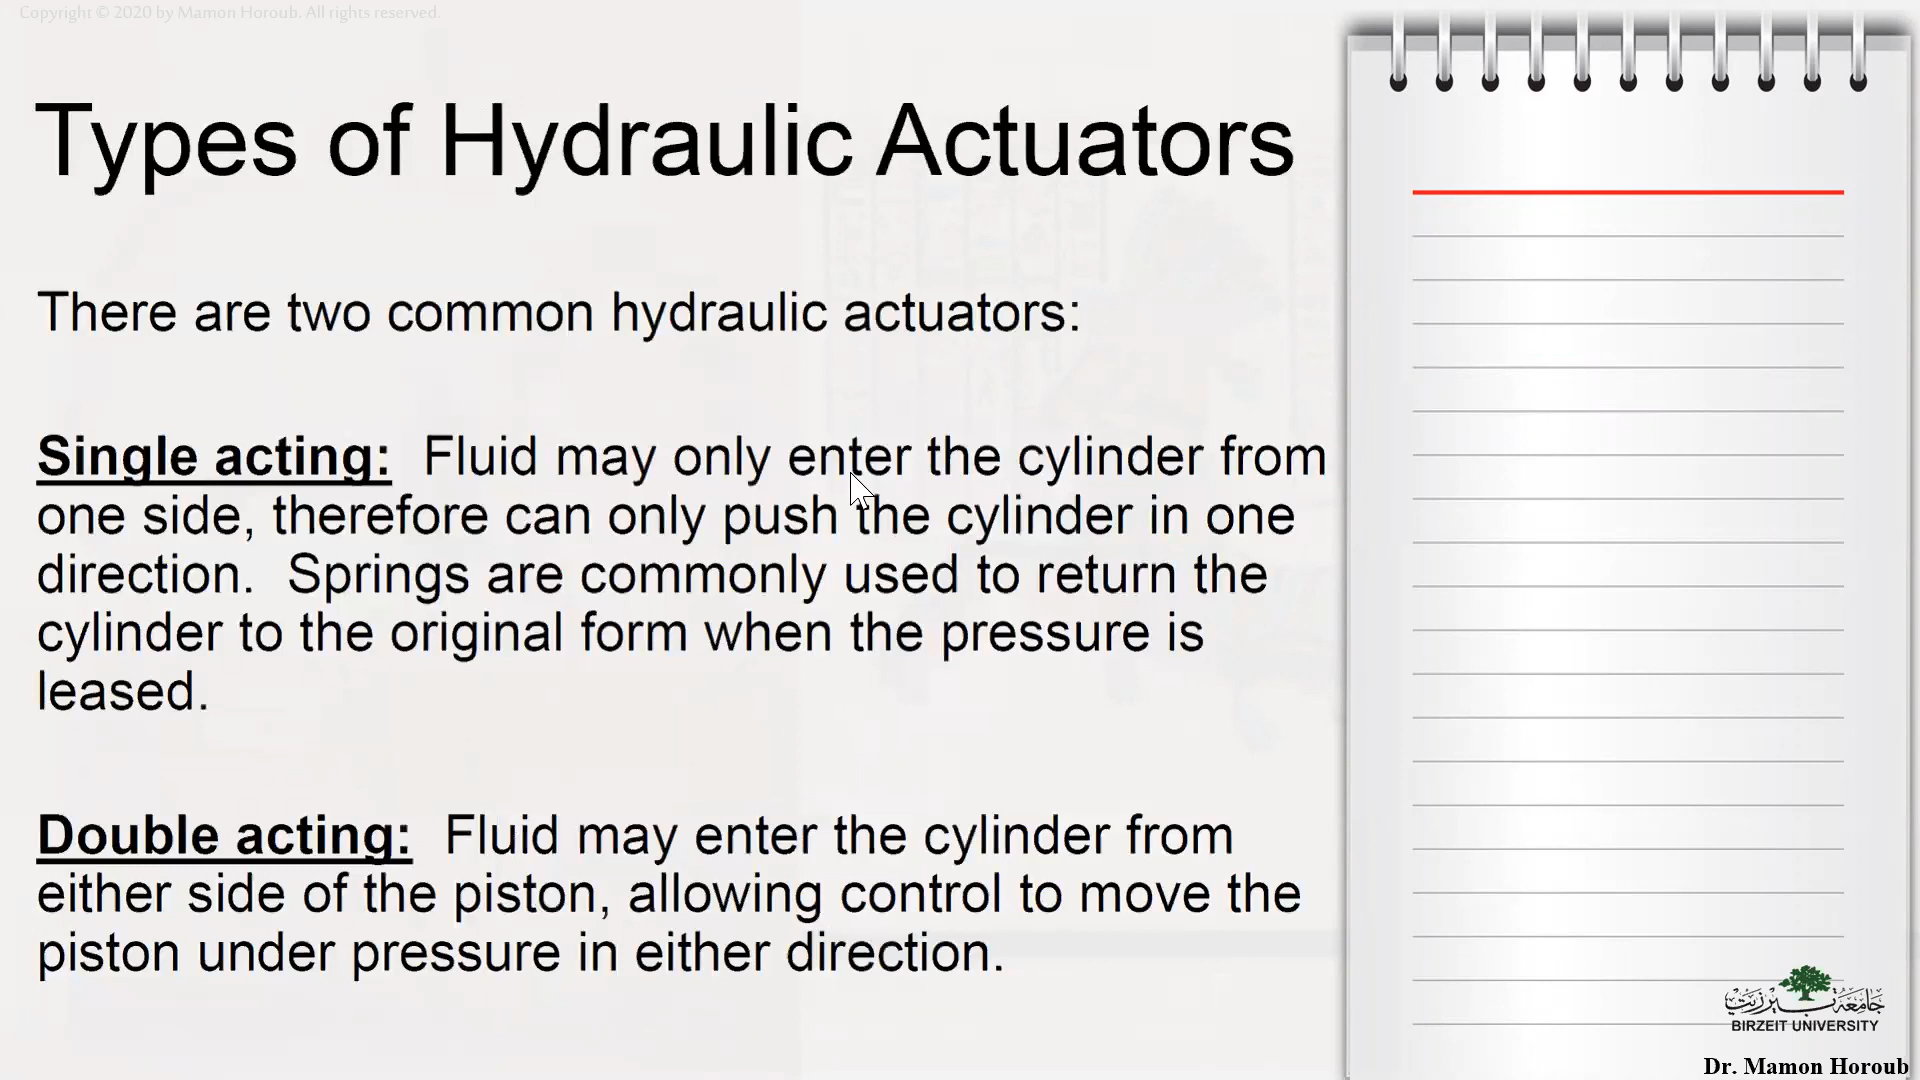 Copyright © 2020 by Mamon Horoub. All rights reserved.
Types of Hydraulic Actuators
There are two common hydraulic actuators:
Single acting: Fluid may only enter the cylinder from
one side, therefore can only push the cylinder in one
direction. Springs are commonly used to return the
cylinder to the original form when the pressure is
leased.
Double acting: Fluid may enter the cylinder from
either side of the piston, allowing control to move the
piston under pressure in either direction.
جامعة بيرزيت
BIRZEIT UNIVERSITY
Dr. Mamon Horoub